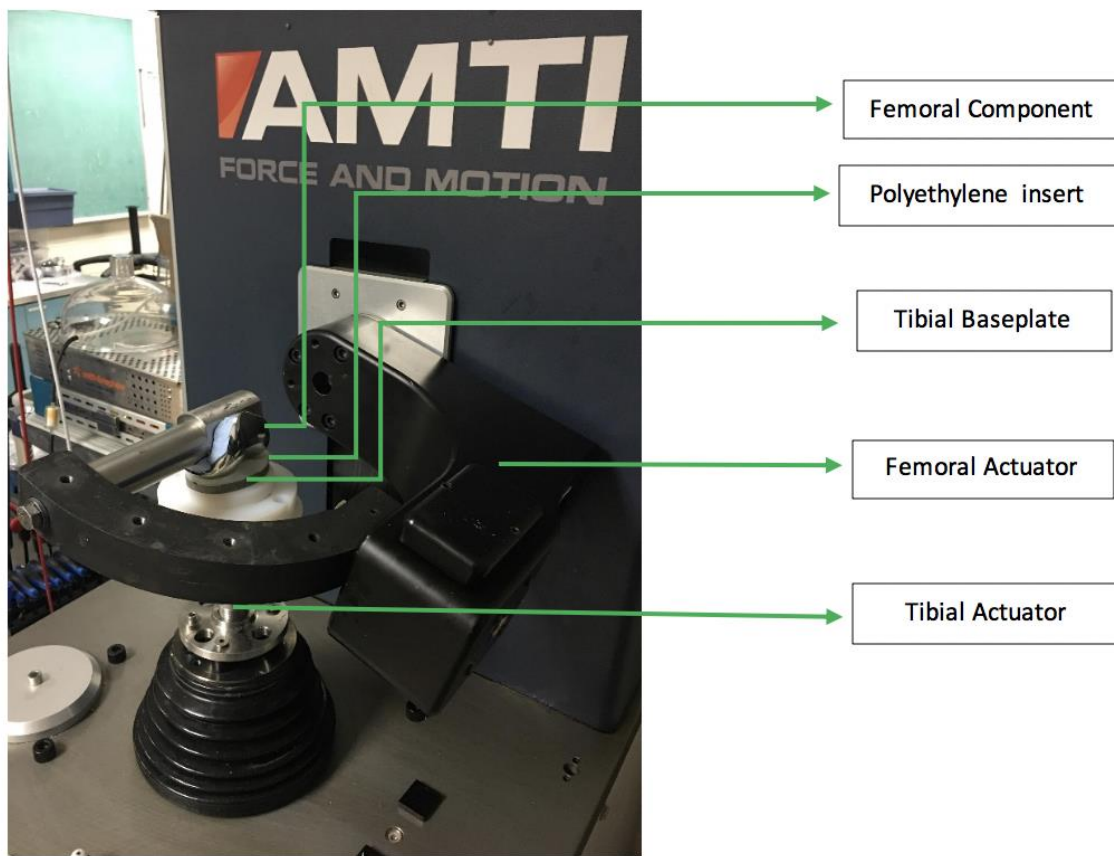 AMTI
FORCE AND MOTION
Femoral Component
Polyethylene insert
Tibial Baseplate
Femoral Actuator
Tibial Actuator